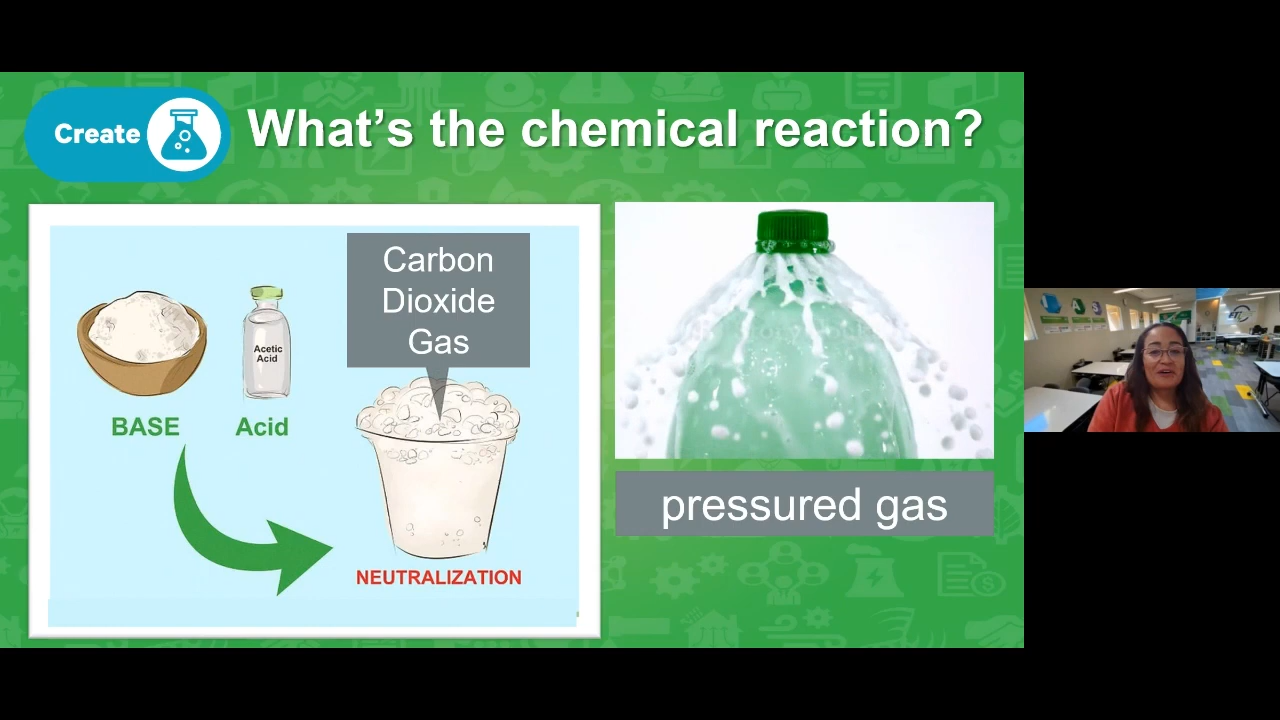 Create
What's the chemical reaction?
Carbon
Dioxide
Gas
Acetic
Acid
BASE
Acid
NEUTRALIZATION
pressured gas